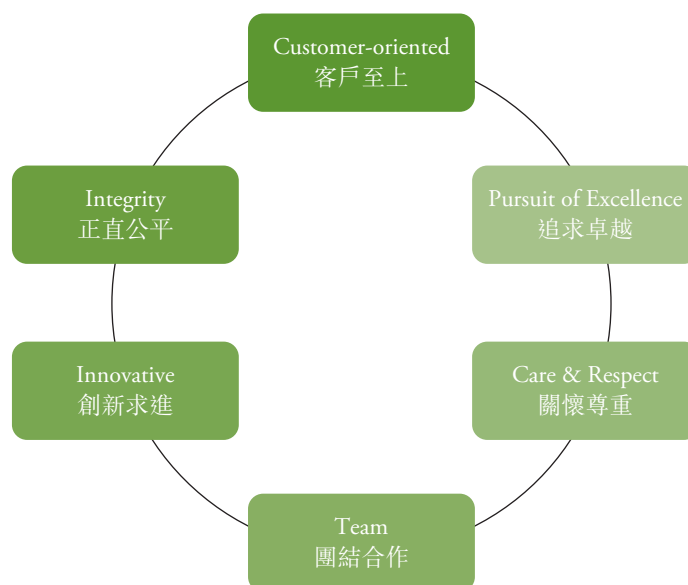 Customer-oriented
客戶至上
Integrity
正直公平
Pursuit of Excellence
追求卓越
Innovative
創新求進
Care & Respect
關懷尊重
Team
團結合作